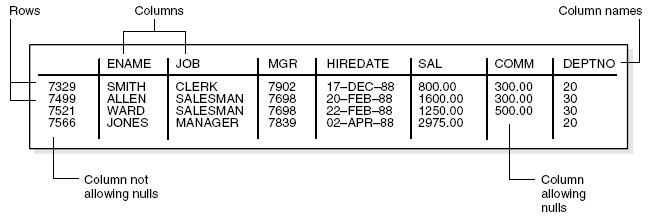 Rows Columns Column names
ENAME JOB MGR HIREDATE SAL COMM DEPTNO
7329 SMITH CLERK 7902 17–DEC–88 800.00 300.00 20
7499 ALLEN SALESMAN 7698 20–FEB–88 1600.00 300.00 30
7521 WARD SALESMAN 7698 22–FEB–88 1250.00 500.00 30
7566 JONES MANAGER 7839 02–APR–88 2975.00 20
Column not
allowing nulls
Column
allowing
nulls